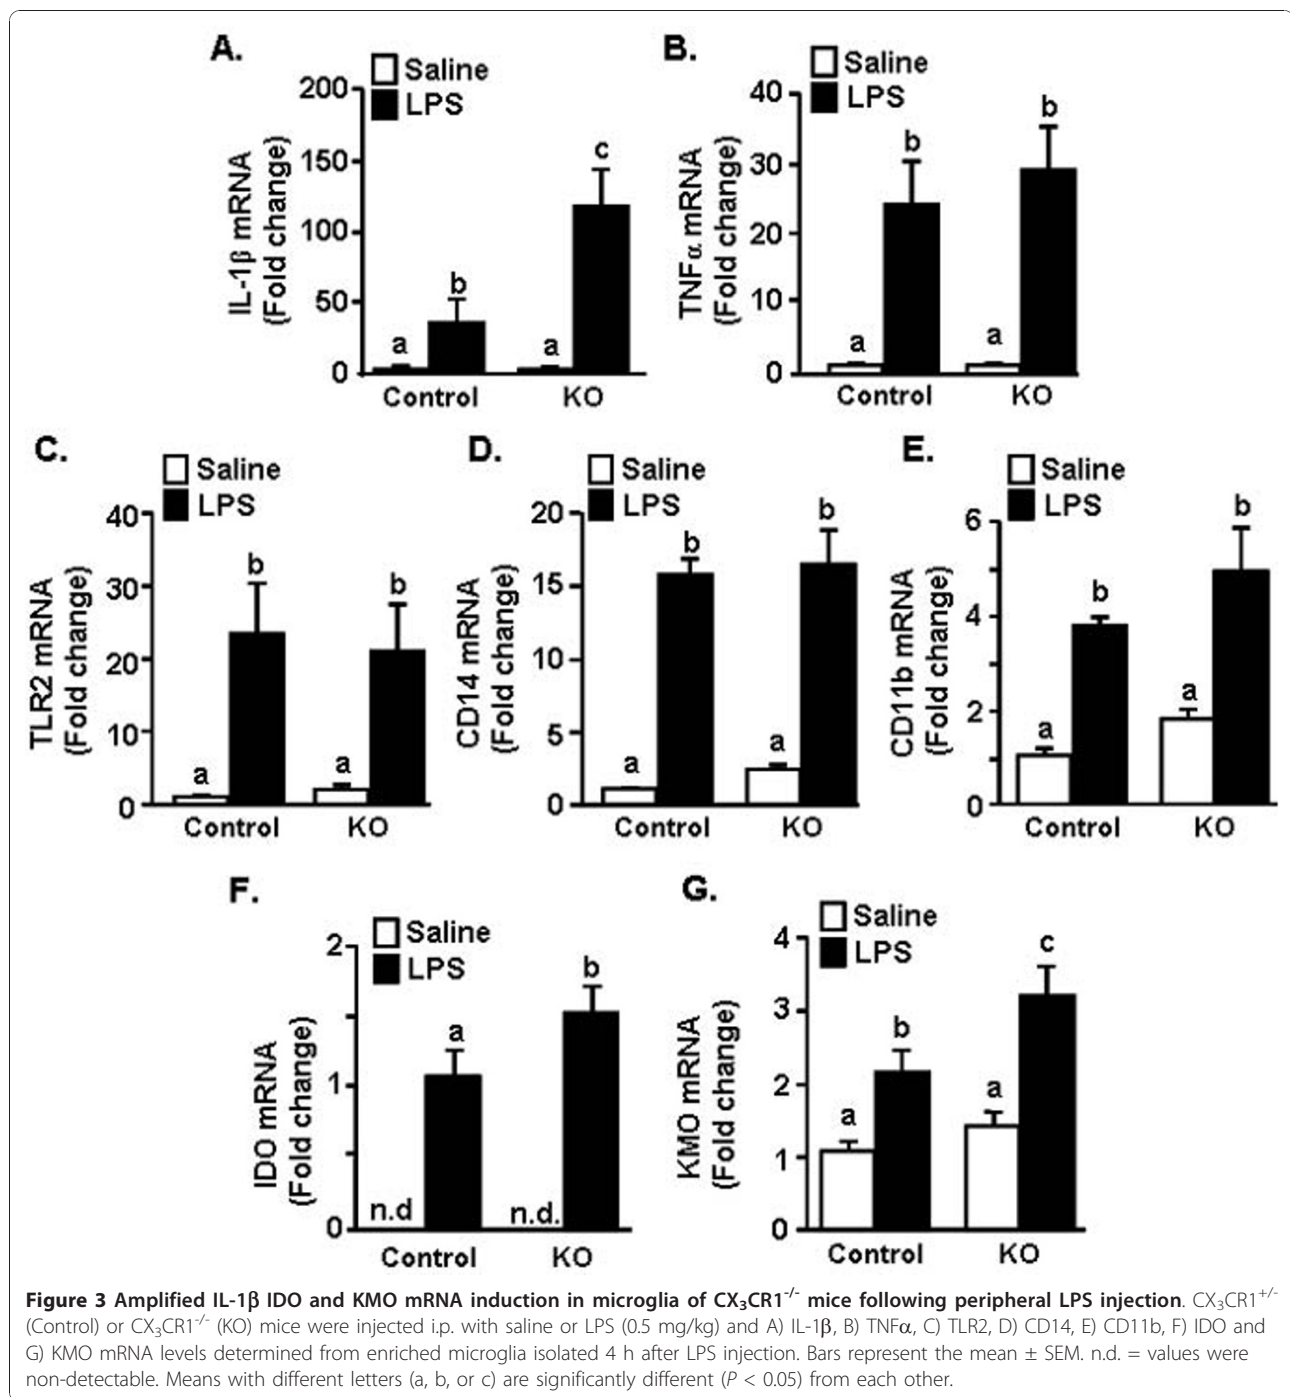 A.
Saline
LPS
IL-1β mRNA
(Fold change)
200
150
100
50
0
a
b
a
c
Control
KO
B.
Saline
LPS
TNFα mRNA
(Fold change)
40
30
20
10
0
a
b
a
b
Control
KO
C.
Saline
LPS
TLR2 mRNA
(Fold change)
40
30
20
10
0
a
b
a
b
Control
KO
D.
Saline
LPS
CD14 mRNA
(Fold change)
20
15
10
5
0
a
b
a
b
Control
KO
E.
Saline
LPS
CD11b mRNA
(Fold change)
6
4
2
0
a
b
a
b
Control
KO
F.
Saline
LPS
IDO mRNA
(Fold change)
2
1
0
n.d
a
n.d.
b
Control
KO
G.
Saline
LPS
KMO mRNA
(Fold change)
4
3
2
1
0
a
b
a
c
Control
KO
Figure 3 Amplified IL-1β IDO and KMO mRNA induction in microglia of CX₃CR1⁻/⁻ mice following peripheral LPS injection. CX₃CR1⁺/⁻
(Control) or CX₃CR1⁻/⁻ (KO) mice were injected i.p. with saline or LPS (0.5 mg/kg) and A) IL-1β, B) TNFα, C) TLR2, D) CD14, E) CD11b, F) IDO and
G) KMO mRNA levels determined from enriched microglia isolated 4 h after LPS injection. Bars represent the mean ± SEM. n.d. = values were
non-detectable. Means with different letters (a, b, or c) are significantly different (P < 0.05) from each other.